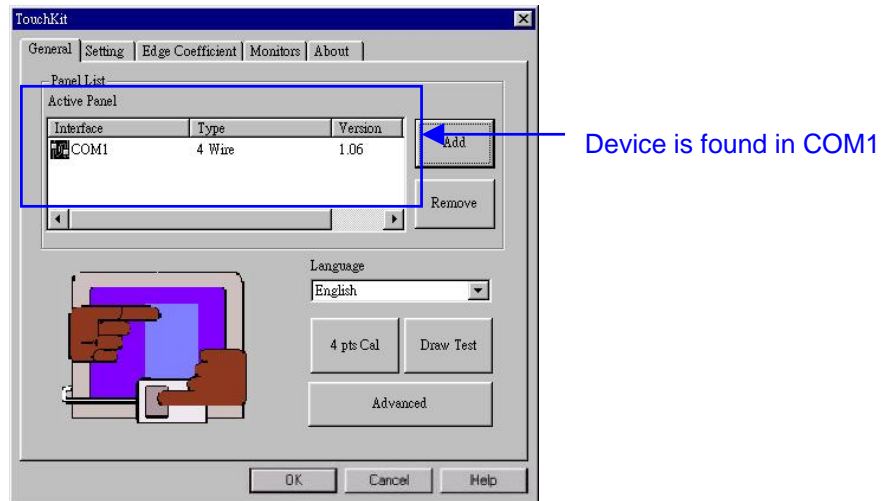 TouchKit
General Setting Edge Coefficient Monitors About
Panel List
Active Panel
Interface Type Version
COM1 4 Wire 1.06
Add
Device is found in COM1
Remove
Language
English
4 pts Cal Draw Test
Advanced
OK Cancel Help